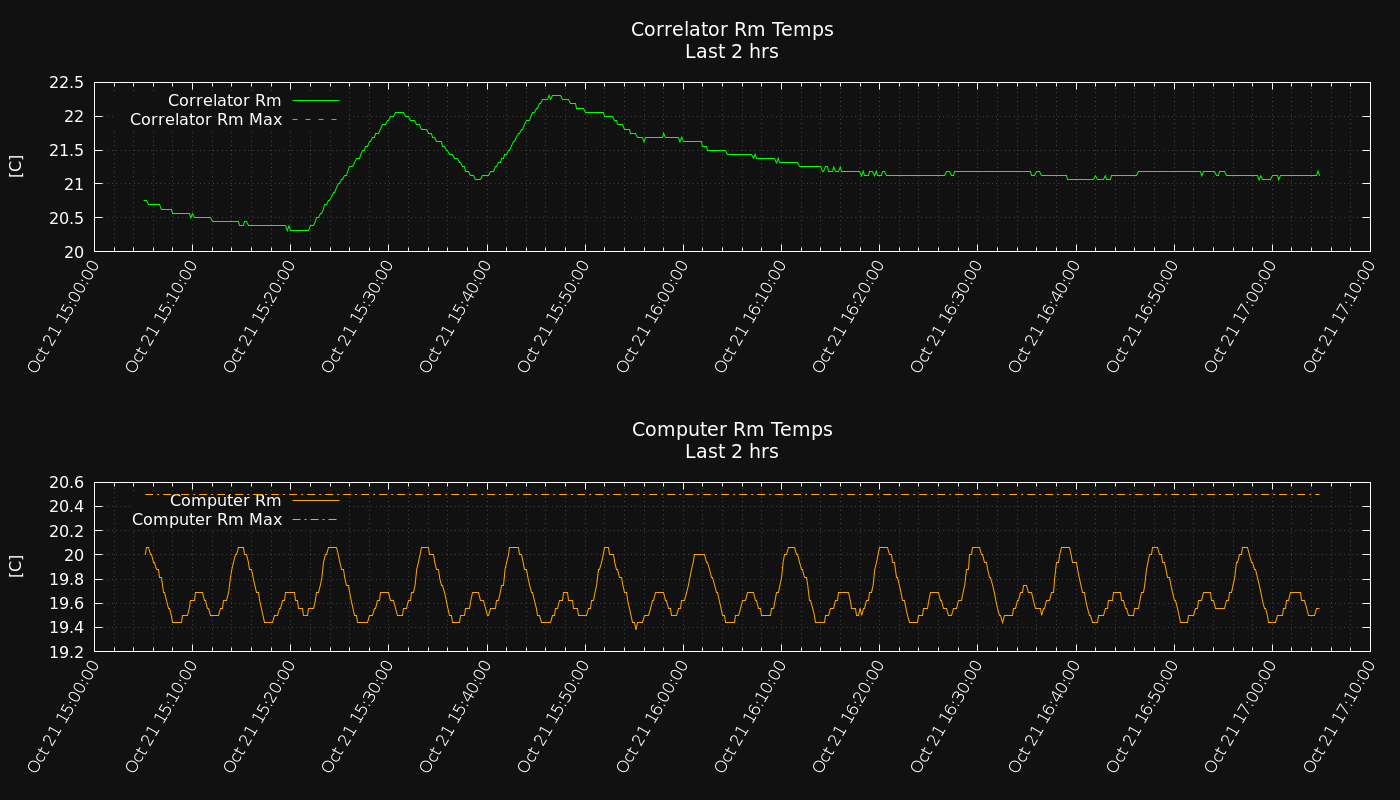 Correlator Rm Temps
Last 2 hrs
22.5
22
21.5
21
20.5
20
[C]
Correlator Rm
Correlator Rm Max
Oct 21 15:00:00
Oct 21 15:10:00
Oct 21 15:20:00
Oct 21 15:30:00
Oct 21 15:40:00
Oct 21 15:50:00
Oct 21 16:00:00
Oct 21 16:10:00
Oct 21 16:20:00
Oct 21 16:30:00
Oct 21 16:40:00
Oct 21 16:50:00
Oct 21 17:00:00
Oct 21 17:10:00
Computer Rm Temps
Last 2 hrs
20.6
20.4
20.2
20
19.8
19.6
19.4
19.2
[C]
Computer Rm
Computer Rm Max
Oct 21 15:00:00
Oct 21 15:10:00
Oct 21 15:20:00
Oct 21 15:30:00
Oct 21 15:40:00
Oct 21 15:50:00
Oct 21 16:00:00
Oct 21 16:10:00
Oct 21 16:20:00
Oct 21 16:30:00
Oct 21 16:40:00
Oct 21 16:50:00
Oct 21 17:00:00
Oct 21 17:10:00